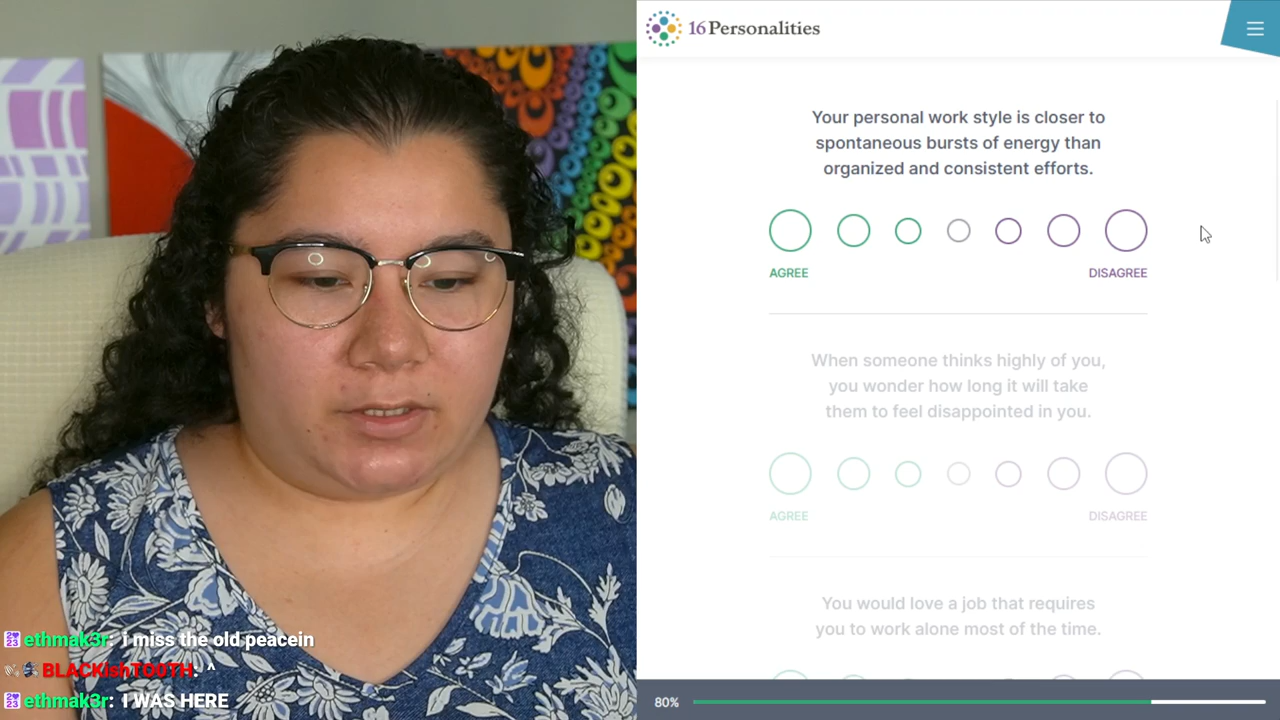 16Personalities
Your personal work style is closer to
spontaneous bursts of energy than
organized and consistent efforts.
AGREE
DISAGREE
When someone thinks highly of you,
you wonder how long it will take
them to feel disappointed in you.
AGREE
DISAGREE
You would love a job that requires
you to work alone most of the time.
80%
ethmak3r: i miss the old peacein
BLACKishTO0TH: ^
ethmak3r: I WAS HERE